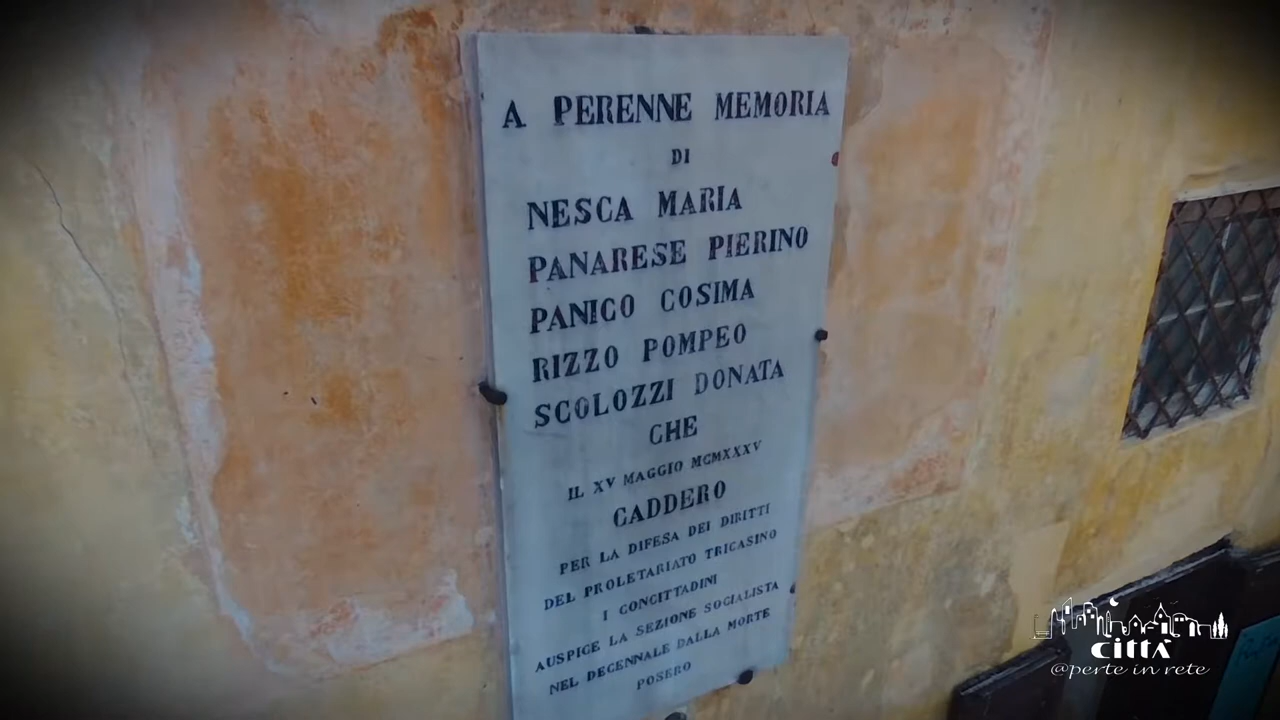 A PERENNE MEMORIA
DI
NESCA MARIA
PANARESE PIERINO
PANICO COSIMA
RIZZO POMPEO
SCOLOZZI DONATA
CHE
IL XV MAGGIO MCMXXXV
CADDERO
PER LA DIFESA DEI DIRITTI
DEL PROLETARIATO TRICASINO
I CONCITTADINI
AUSPICE LA SEZIONE SOCIALISTA
NEL DECENNALE DALLA MORTE
POSERO
CITTÀ
@perte in rete